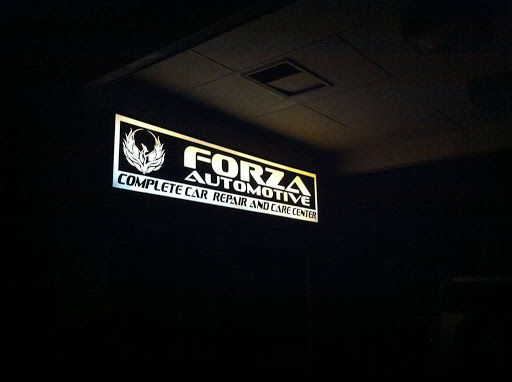 FORZA
AUTOMOTIVE
COMPLETE CAR REPAIR AND CARE CENTER